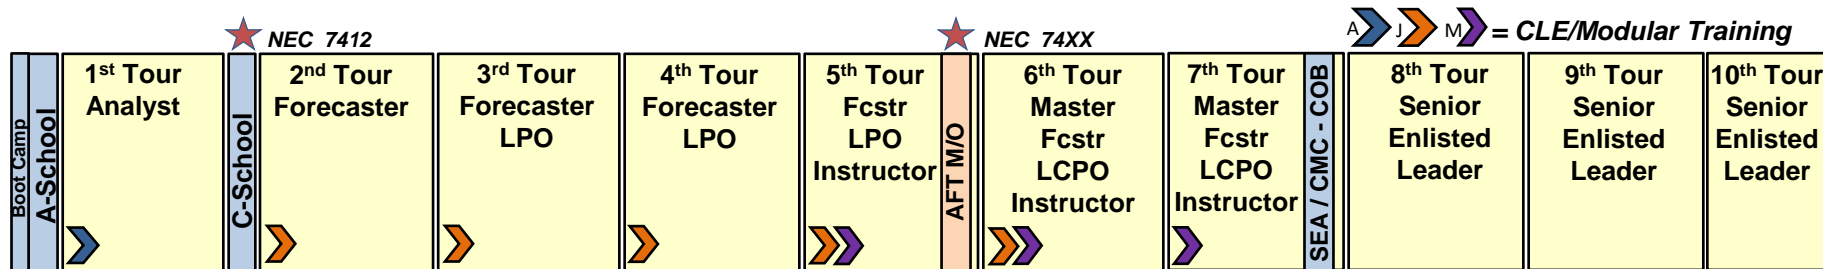 A J M = CLE/Modular Training
NEC 7412
NEC 74XX
Boot Camp
A-School
1st Tour
Analyst
C-School
2nd Tour
Forecaster
3rd Tour
Forecaster
LPO
4th Tour
Forecaster
LPO
5th Tour
Fcstr
LPO
Instructor
AFT M/O
6th Tour
Master
Fcstr
LCPO
Instructor
7th Tour
Master
Fcstr
LCPO
Instructor
SEA / CMC - COB
8th Tour
Senior
Enlisted
Leader
9th Tour
Senior
Enlisted
Leader
10th Tour
Senior
Enlisted
Leader